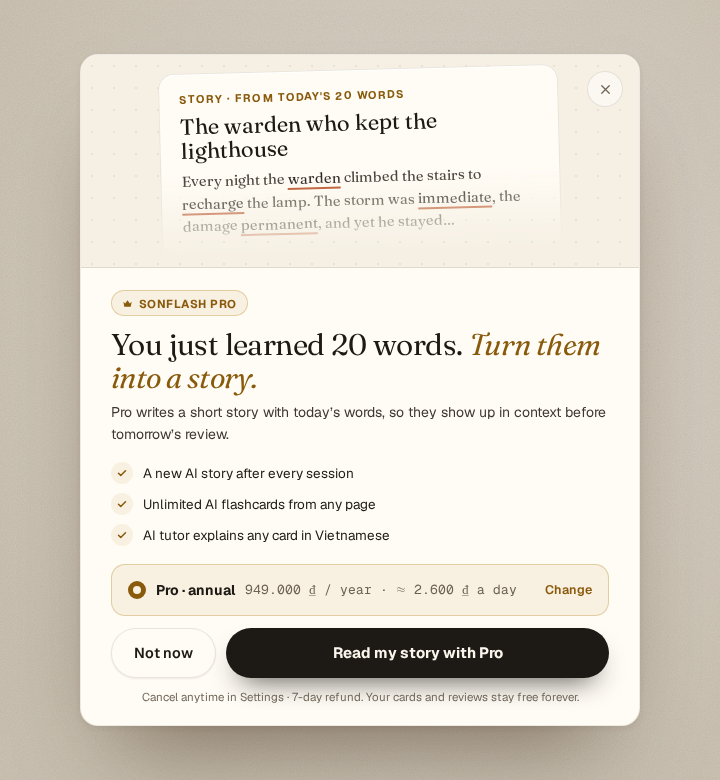 STORY · FROM TODAY'S 20 WORDS
The warden who kept the
lighthouse
Every night the warden climbed the stairs to
recharge the lamp. The storm was immediate, the
damage permanent, and yet he stayed...
SONFLASH PRO
You just learned 20 words. Turn them
into a story.
Pro writes a short story with today's words, so they show up in context before
tomorrow's review.
A new AI story after every session
Unlimited AI flashcards from any page
AI tutor explains any card in Vietnamese
Pro · annual 949.000 ₫ / year · ≈ 2.600 ₫ a day Change
Not now Read my story with Pro
Cancel anytime in Settings · 7-day refund. Your cards and reviews stay free forever.